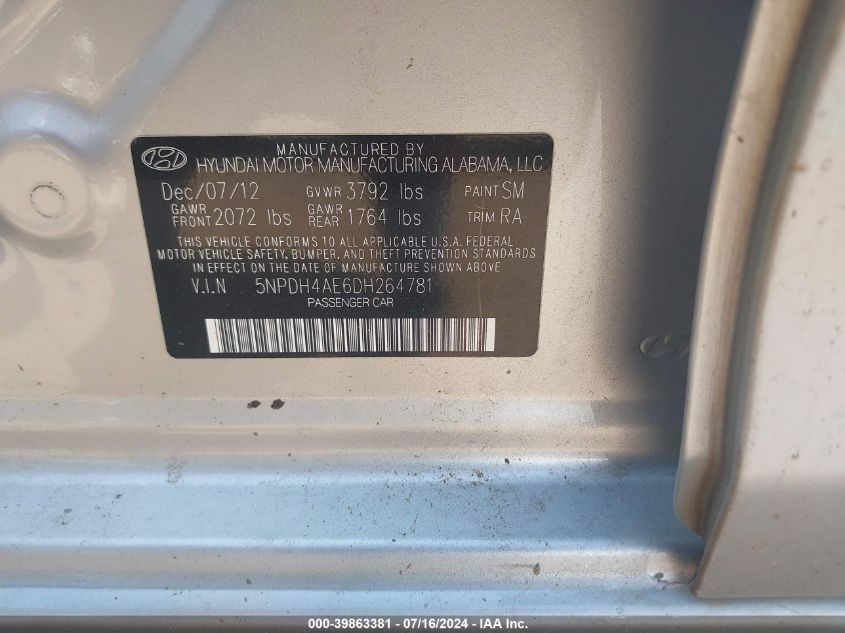 MANUFACTURED BY
HYUNDAI MOTOR MANUFACTURING ALABAMA, LLC
Dec/07/12 GVWR 3792 lbs PAINT SM
GAWR FRONT 2072 lbs GAWR REAR 1764 lbs TRIM RA
THIS VEHICLE CONFORMS TO ALL APPLICABLE U.S.A. FEDERAL
MOTOR VEHICLE SAFETY, BUMPER, AND THEFT PREVENTION STANDARDS
IN EFFECT ON THE DATE OF MANUFACTURE SHOWN ABOVE
V.I.N 5NPDH4AE6DH264781
PASSENGER CAR
000-39863381 - 07/16/2024 - IAA Inc.